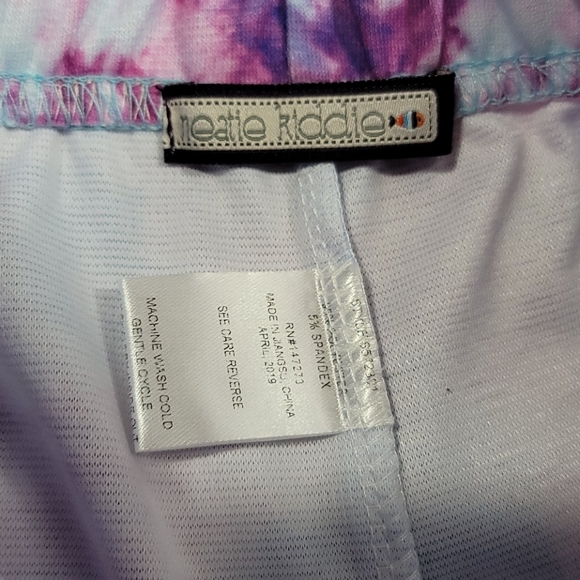 neatie kiddie
5% SPANDEX
RN#147273
MADE IN JIANGSU, CHINA
APRIL, 2019
SEE CARE REVERSE
MACHINE WASH COLD
GENTLE CYCLE